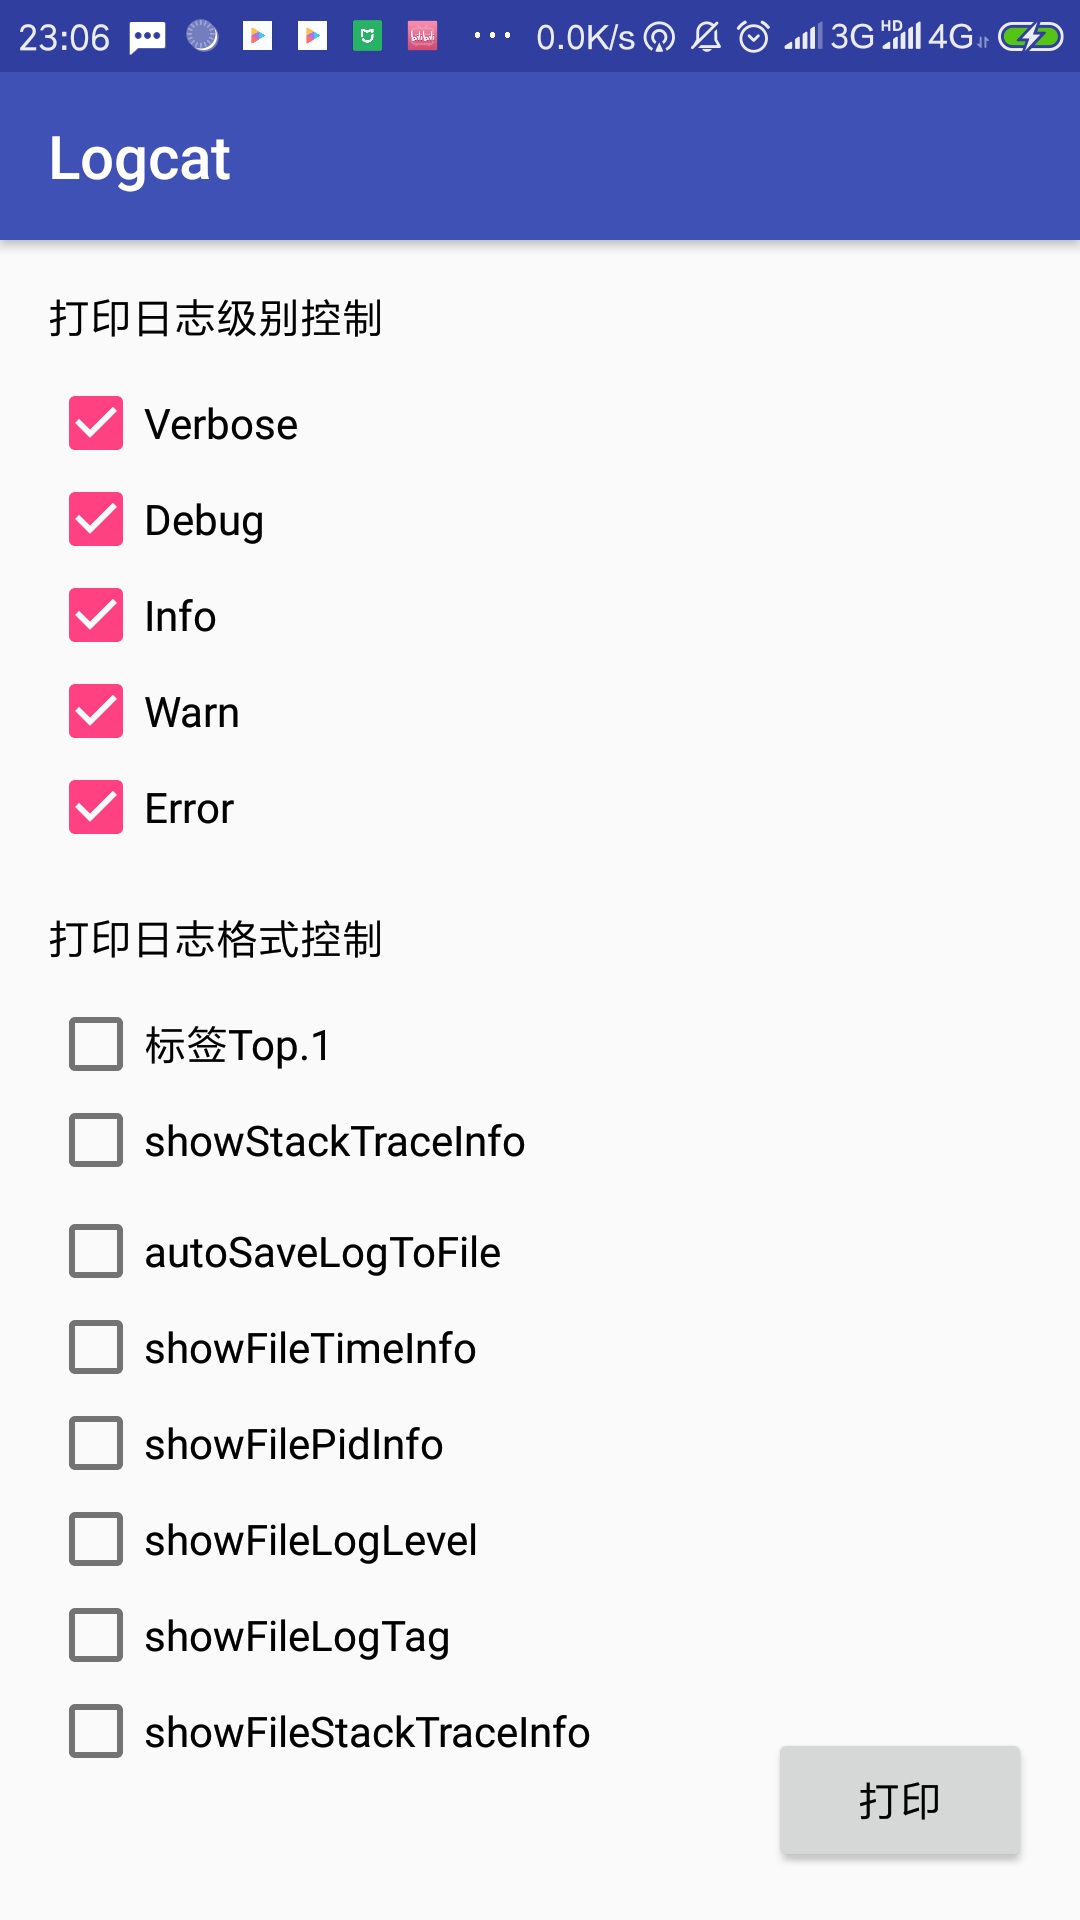 23:06 ... 0.0K/s 3G HD 4G
Logcat
打印日志级别控制
Verbose
Debug
Info
Warn
Error
打印日志格式控制
标签Top.1
showStackTraceInfo
autoSaveLogToFile
showFileTimeInfo
showFilePidInfo
showFileLogLevel
showFileLogTag
showFileStackTraceInfo
打印